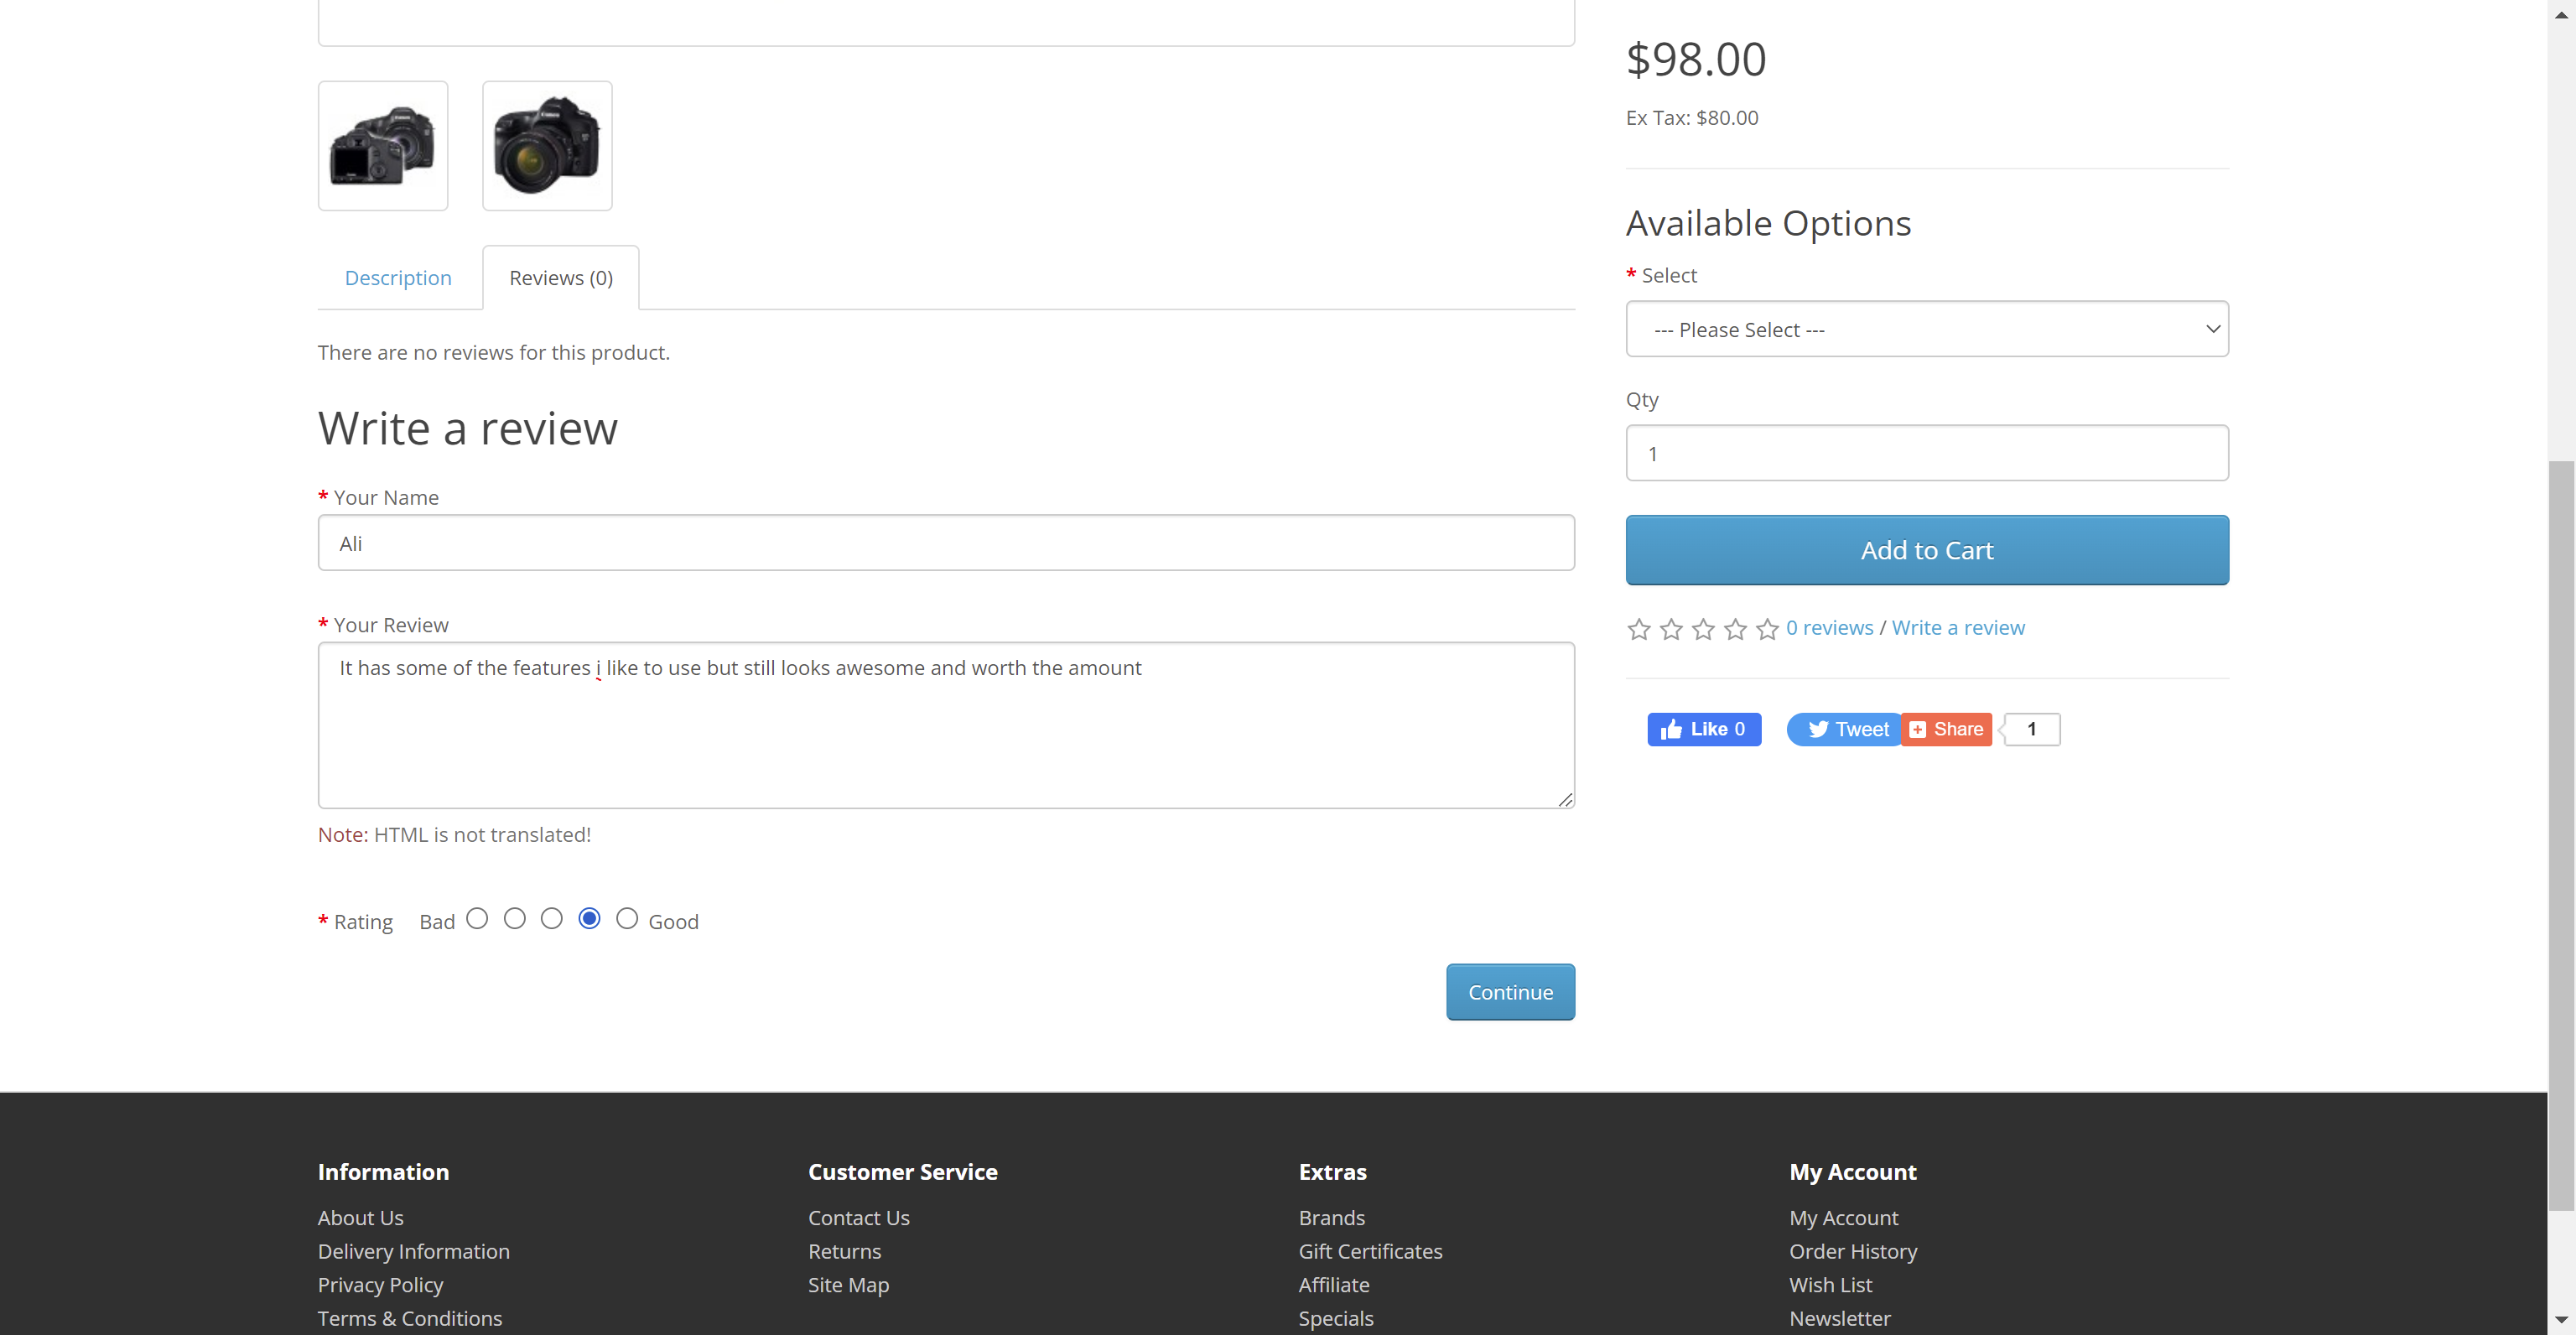 $98.00
Ex Tax: $80.00
Available Options
* Select
--- Please Select ---
Qty
1
Add to Cart
0 reviews / Write a review
Like 0
Tweet
Share
1
Description
Reviews (0)
There are no reviews for this product.
Write a review
* Your Name
Ali
* Your Review
It has some of the features i like to use but still looks awesome and worth the amount
Note: HTML is not translated!
* Rating Bad Good
Continue
Information
About Us
Delivery Information
Privacy Policy
Terms & Conditions
Customer Service
Contact Us
Returns
Site Map
Extras
Brands
Gift Certificates
Affiliate
Specials
My Account
My Account
Order History
Wish List
Newsletter